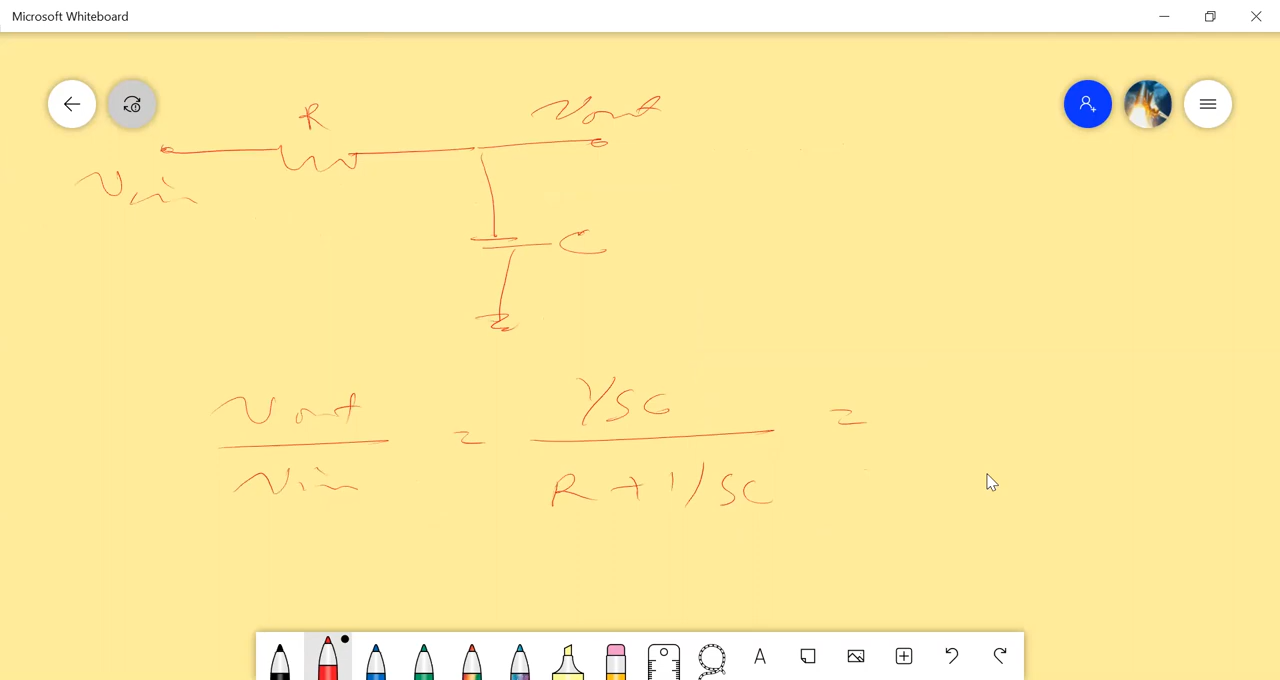 Microsoft Whiteboard
R
Vout
Vin
C
Vout / Vin = 1/SC / R + 1/SC =
A